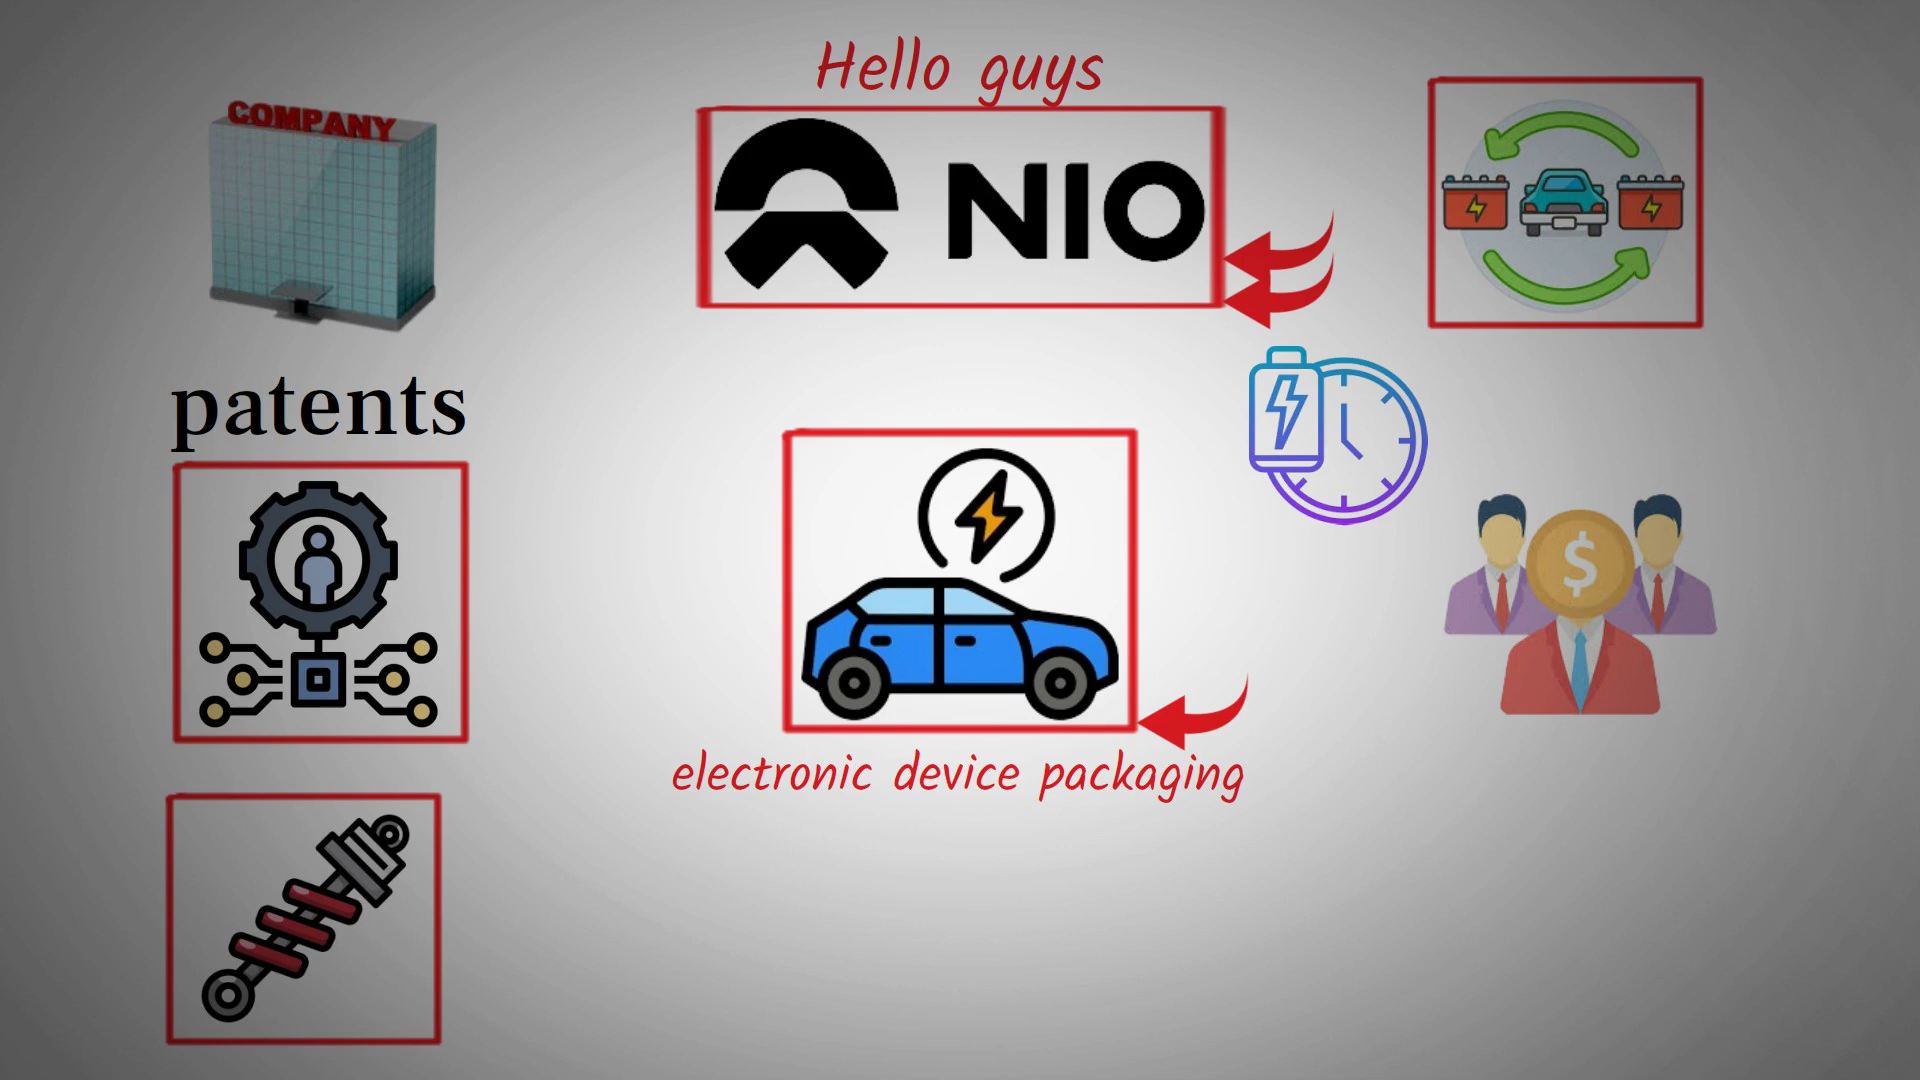 Hello guys
COMPANY
NIO
patents
$
electronic device packaging